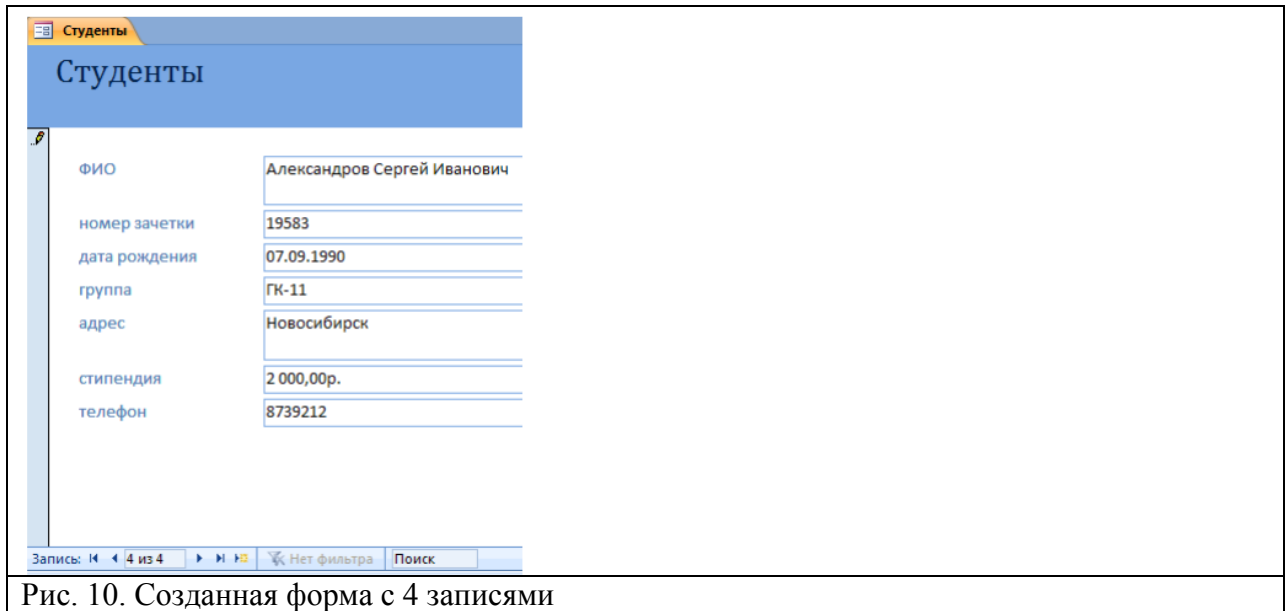 Студенты
Студенты
ФИО Александров Сергей Иванович
номер зачетки 19583
дата рождения 07.09.1990
группа ГК-11
адрес Новосибирск
стипендия 2 000,00р.
телефон 8739212
Запись: 4 из 4 Нет фильтра Поиск
Рис. 10. Созданная форма с 4 записями